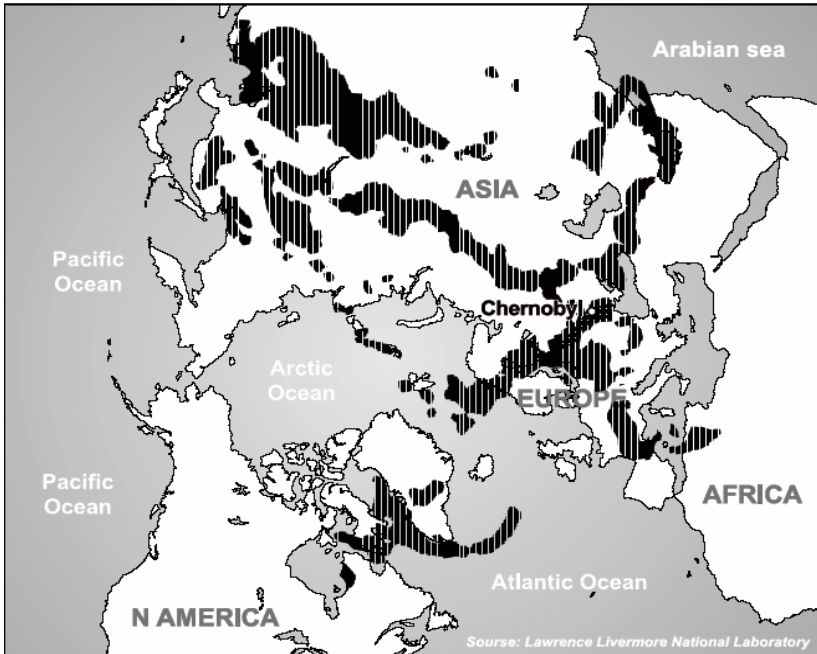 Arabian sea
ASIA
Pacific
Ocean
Chernobyl
Arctic
Ocean
EUROPE
Pacific
Ocean
AFRICA
Atlantic Ocean
N AMERICA
Sourse: Lawrence Livermore National Laboratory